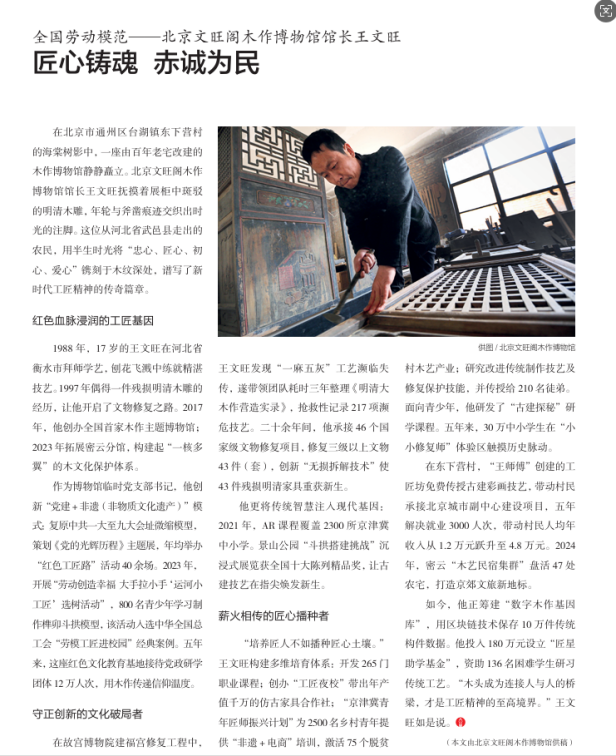 全国劳动模范——北京文旺阁木作博物馆馆长王文旺
匠心铸魂 赤诚为民
在北京市通州区台湖镇东下营村
的海棠树影中，一座由百年老宅改建的
木作博物馆静静矗立。北京文旺阁木作
博物馆馆长王文旺抚摸着展柜中斑驳
的明清木雕，年轮与斧凿痕迹交织出时
光的注脚。这位从河北省武邑县走出的
农民，用半生时光将“忠心、匠心、初
心、爱心”镌刻于木纹深处，谱写了新
时代工匠精神的传奇篇章。
红色血脉浸润的工匠基因
1988 年，17 岁的王文旺在河北省
衡水市拜师学艺，刨花飞溅中练就精湛
技艺。1997 年偶得一件残损明清木雕的
经历，让他开启了文物修复之路。2017
年，他创办全国首家木作主题博物馆；
2023 年拓展密云分馆，构建起“一核多
翼”的木文化保护体系。
作为博物馆临时党支部书记，他创
新“党建 + 非遗（非物质文化遗产）”模
式：复原中共一大至九大会址微缩模型，
策划《党的光辉历程》主题展，年均举办
“红色工匠路”活动 40 余场。2023 年，
开展“劳动创造幸福 大手拉小手‘运河小
工匠’选树活动”，800 名青少年学习制
作榫卯斗拱模型，该活动入选中华全国总
工会“劳模工匠进校园”经典案例。五年
来，这座红色文化教育基地接待党政研学
团体 12 万人次，用木作传递信仰温度。
守正创新的文化破局者
在故宫博物院建福宫修复工程中，
供图 / 北京文旺阁木作博物馆
王文旺发现“一麻五灰”工艺濒临失
传，遂带领团队耗时三年整理《明清大
木作营造实录》，抢救性记录 217 项濒
危技艺。二十余年间，他承接 46 个国
家级文物修复项目，修复三级以上文物
43 件（套），创新“无损拆解技术”使
43 件残损明清家具重获新生。
他更将传统智慧注入现代基因：
2021 年，AR 课程覆盖 2300 所京津冀
中小学。景山公园“斗拱搭建挑战”沉
浸式展览获全国十大陈列精品奖，让古
建技艺在指尖焕发新生。
薪火相传的匠心播种者
“培养匠人不如播种匠心土壤。”
王文旺构建多维培育体系：开发 265 门
职业课程；创办“工匠夜校”带出年产
值千万的仿古家具合作社；“京津冀青
年匠师振兴计划”为 2500 名乡村青年提
供“非遗 + 电商”培训，激活 75 个脱贫
村木艺产业；研究改进传统制作技艺及
修复保护技能，并传授给 210 名徒弟。
面向青少年，他研发了“古建探秘”研
学课程。五年来，30 万中小学生在“小
小修复师”体验区触摸历史脉动。
在东下营村，“王师傅”创建的工
匠坊免费传授古建彩画技艺，带动村民
承接北京城市副中心建设项目，五年
解决就业 3000 人次，带动村民人均年
收入从 1.2 万元跃升至 4.8 万元。2024
年，密云“木艺民宿集群”盘活 47 处
农宅，打造京郊文旅新地标。
如今，他正筹建“数字木作基因
库”，用区块链技术保存 10 万件传统
构件数据。他投入 180 万元设立“匠星
助学基金”，资助 136 名困难学生研习
传统工艺。“木头成为连接人与人的桥
梁，才是工匠精神的至高境界。”王文
旺如是说。
（本文由北京文旺阁木作博物馆供稿）